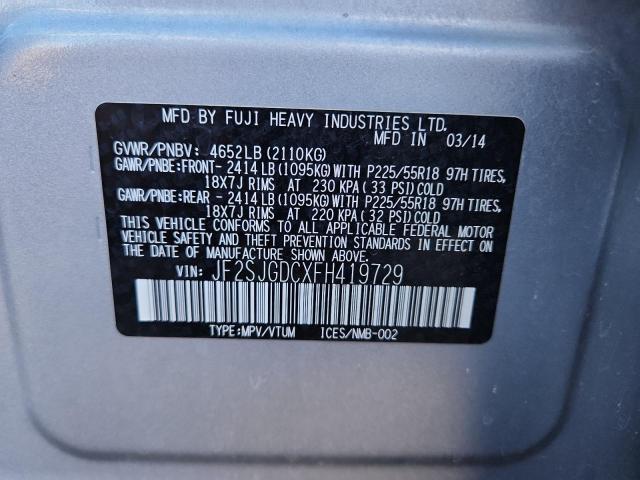 MFD BY FUJI HEAVY INDUSTRIES LTD.
MFD IN 03/14
GVWR/PNBV: 4652LB(2110KG)
GAWR/PNBE:FRONT- 2414 LB(1095KG) WITH P225/55R18 97H TIRES,
18X7J RIMS AT 230 KPA( 33 PSI)COLD
GAWR/PNBE:REAR - 2414 LB(1095KG) WITH P225/55R18 97H TIRES,
18X7J RIMS AT 220 KPA( 32 PSI)COLD
THIS VEHICLE CONFORMS TO ALL APPLICABLE FEDERAL MOTOR
VEHICLE SAFETY AND THEFT PREVENTION STANDARDS IN EFFECT ON
THE DATE OF MANUFACTURE SHOWN ABOVE.
VIN: JF2SJGDCXFH419729
TYPE:MPV/VTUM ICES/NMB-002